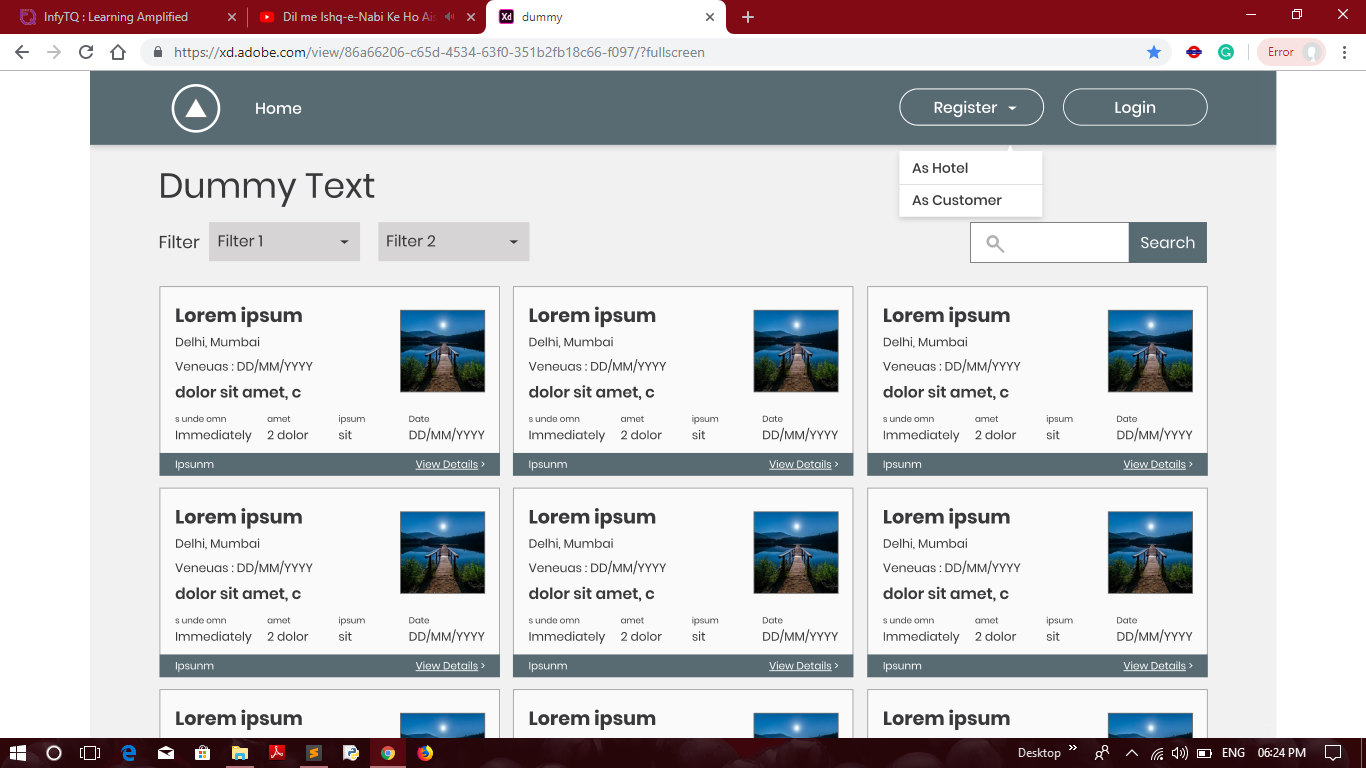 InfyTQ : Learning Amplified
Dil me Ishq-e-Nabi Ke Ho Ais
Xd dummy
https://xd.adobe.com/view/86a66206-c65d-4534-63f0-351b2fb18c66-f097/?fullscreen
Error
Home
Register
Login
As Hotel
As Customer
Dummy Text
Filter
Filter 1
Filter 2
Search
Lorem ipsum
Delhi, Mumbai
Veneuas : DD/MM/YYYY
dolor sit amet, c
s unde omn amet ipsum Date
Immediately 2 dolor sit DD/MM/YYYY
Ipsunm View Details >
Lorem ipsum
Delhi, Mumbai
Veneuas : DD/MM/YYYY
dolor sit amet, c
s unde omn amet ipsum Date
Immediately 2 dolor sit DD/MM/YYYY
Ipsunm View Details >
Lorem ipsum
Delhi, Mumbai
Veneuas : DD/MM/YYYY
dolor sit amet, c
s unde omn amet ipsum Date
Immediately 2 dolor sit DD/MM/YYYY
Ipsunm View Details >
Lorem ipsum
Delhi, Mumbai
Veneuas : DD/MM/YYYY
dolor sit amet, c
s unde omn amet ipsum Date
Immediately 2 dolor sit DD/MM/YYYY
Ipsunm View Details >
Lorem ipsum
Delhi, Mumbai
Veneuas : DD/MM/YYYY
dolor sit amet, c
s unde omn amet ipsum Date
Immediately 2 dolor sit DD/MM/YYYY
Ipsunm View Details >
Lorem ipsum
Delhi, Mumbai
Veneuas : DD/MM/YYYY
dolor sit amet, c
s unde omn amet ipsum Date
Immediately 2 dolor sit DD/MM/YYYY
Ipsunm View Details >
Lorem ipsum
Lorem ipsum
Lorem ipsum
Desktop
ENG
06:24 PM